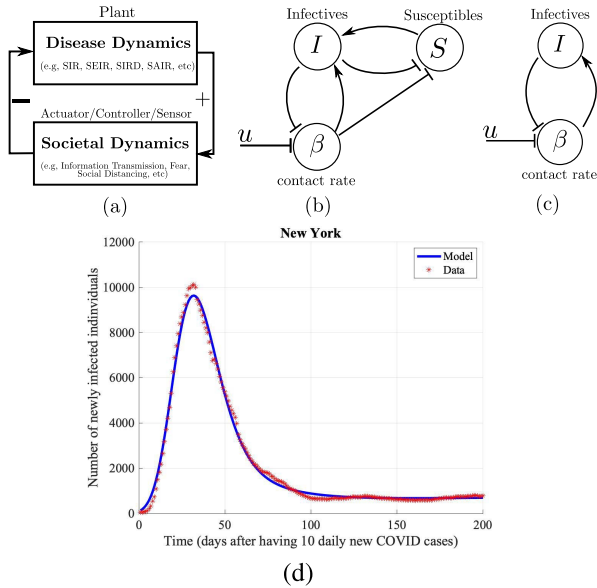 Plant
Disease Dynamics
(e.g, SIR, SEIR, SIRD, SAIR, etc)
−
+
Actuator/Controller/Sensor
Societal Dynamics
(e.g, Information Transmission, Fear,
Social Distancing, etc)
(a)
Infectives
Susceptibles
I
S
u
β
contact rate
(b)
Infectives
I
u
β
contact rate
(c)
New York
Number of newly infected indinviduals
12000
10000
8000
6000
4000
2000
0
Model
Data
0 50 100 150 200
Time (days after having 10 daily new COVID cases)
(d)